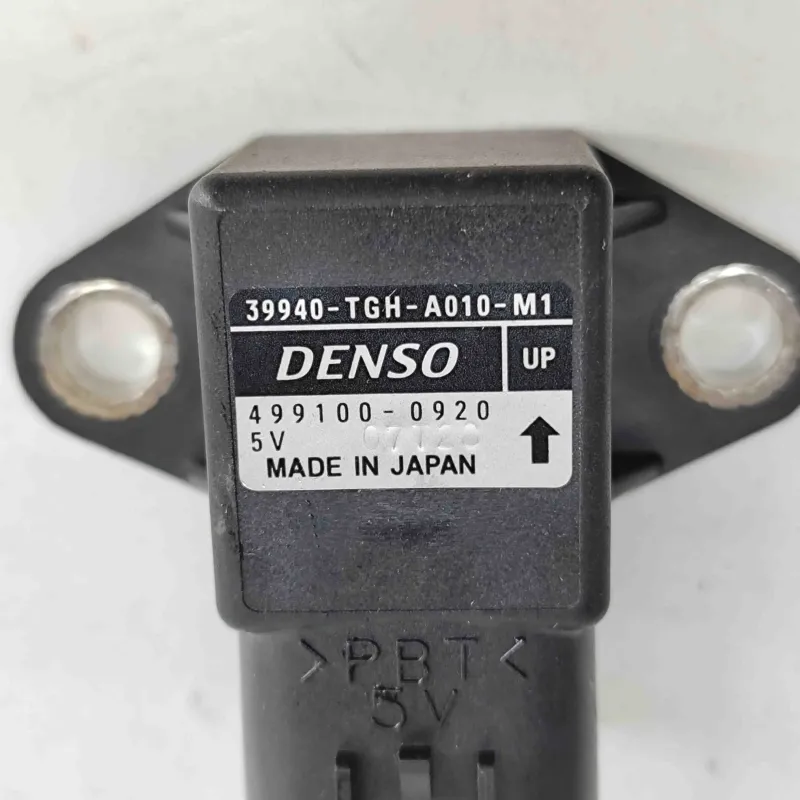 39940-TGH-A010-M1
DENSO UP
499100-0920
5V
MADE IN JAPAN
>PBT<
5V